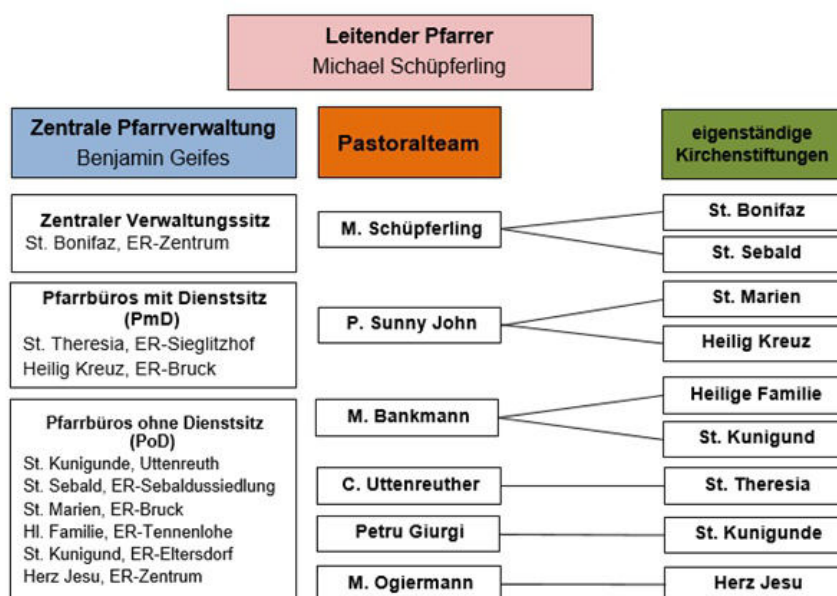 Leitender Pfarrer
Michael Schüpferling
Zentrale Pfarrverwaltung
Benjamin Geifes
Zentraler Verwaltungssitz
St. Bonifaz, ER-Zentrum
Pfarrbüros mit Dienstsitz
(PmD)
St. Theresia, ER-Sieglitzhof
Heilig Kreuz, ER-Bruck
Pfarrbüros ohne Dienstsitz
(PoD)
St. Kunigunde, Uttenreuth
St. Sebald, ER-Sebaldussiedlung
St. Marien, ER-Bruck
Hl. Familie, ER-Tennenlohe
St. Kunigund, ER-Eltersdorf
Herz Jesu, ER-Zentrum
Pastoralteam
M. Schüpferling
P. Sunny John
M. Bankmann
C. Uttenreuther
Petru Giurgi
M. Ogiermann
eigenständige
Kirchenstiftungen
St. Bonifaz
St. Sebald
St. Marien
Heilig Kreuz
Heilige Familie
St. Kunigund
St. Theresia
St. Kunigunde
Herz Jesu